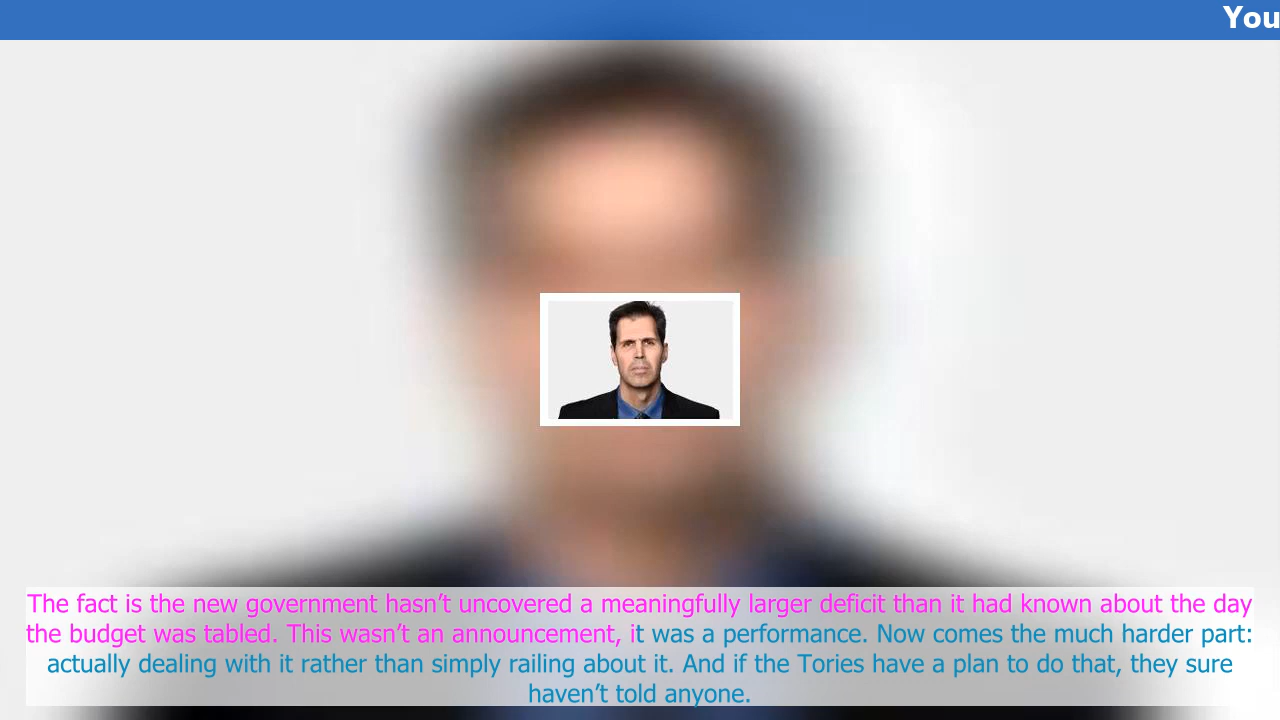 You
The fact is the new government hasn’t uncovered a meaningfully larger deficit than it had known about the day
the budget was tabled. This wasn’t an announcement, it was a performance. Now comes the much harder part:
actually dealing with it rather than simply railing about it. And if the Tories have a plan to do that, they sure
haven’t told anyone.